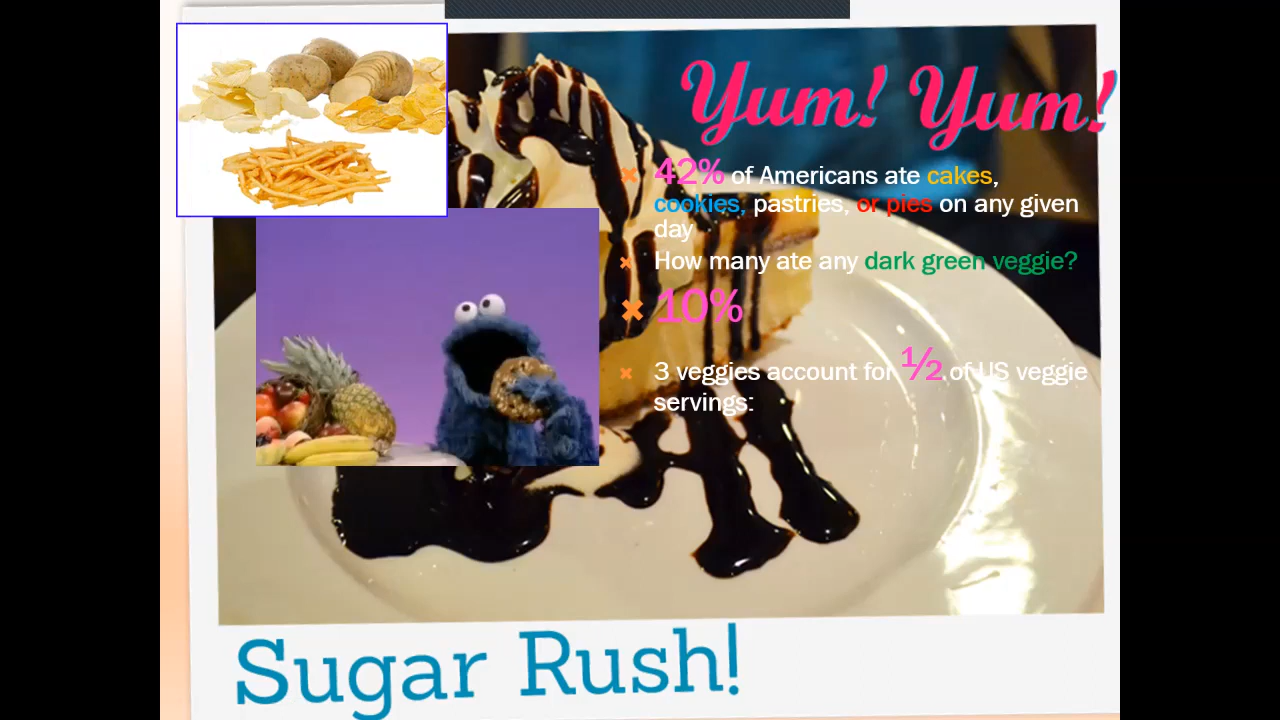 Yum! Yum!
42% of Americans ate cakes,
cookies, pastries, or pies on any given
day
How many ate any dark green veggie?
10%
3 veggies account for ½ of US veggie
servings:
Sugar Rush!